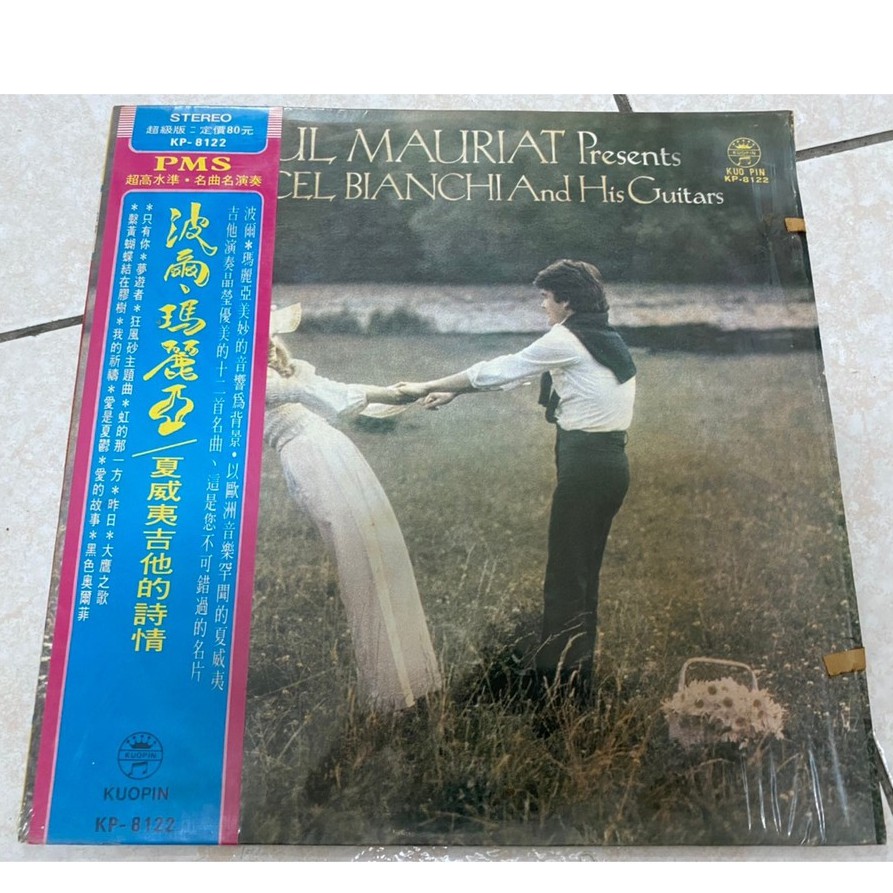 STEREO
超級版：定價80元
KP-8122
PMS
超高水準・名曲名演奏
波爾、瑪麗亞/夏威夷吉他的詩情
波爾＊瑪麗亞美妙的音響為背景・以歐洲音樂罕聞的夏威夷
吉他演奏晶瑩優美的十二首名曲、這是您不可錯過的名片
＊只有你＊夢遊者＊狂風砂主題曲＊虹的那一方＊昨日＊大鷹之歌
＊繫黃蝴蝶結在膠樹＊我的祈禱＊愛是憂鬱＊愛的故事＊黑色奧爾菲
KUOPIN
KUOPIN
KP-8122
UL MAURIAT Presents
CEL BIANCHI And His Guitars
KUOPIN
KUO PIN
KP-8122